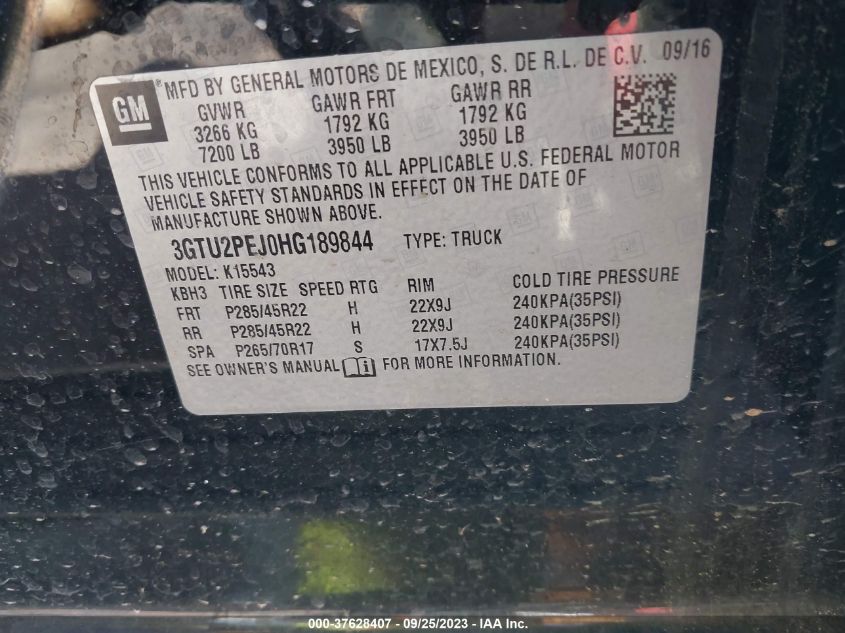 GM ® MFD BY GENERAL MOTORS DE MEXICO, S. DE R.L. DE C.V. 09/16
GVWR GAWR FRT GAWR RR
3266 KG 1792 KG 1792 KG
7200 LB 3950 LB 3950 LB
THIS VEHICLE CONFORMS TO ALL APPLICABLE U.S. FEDERAL MOTOR
VEHICLE SAFETY STANDARDS IN EFFECT ON THE DATE OF
MANUFACTURE SHOWN ABOVE.
3GTU2PEJ0HG189844 TYPE: TRUCK
MODEL: K15543
KBH3 TIRE SIZE SPEED RTG RIM COLD TIRE PRESSURE
FRT P285/45R22 H 22X9J 240KPA(35PSI)
RR P285/45R22 H 22X9J 240KPA(35PSI)
SPA P265/70R17 S 17X7.5J 240KPA(35PSI)
SEE OWNER'S MANUAL FOR MORE INFORMATION.
000-37628407 - 09/25/2023 - IAA Inc.